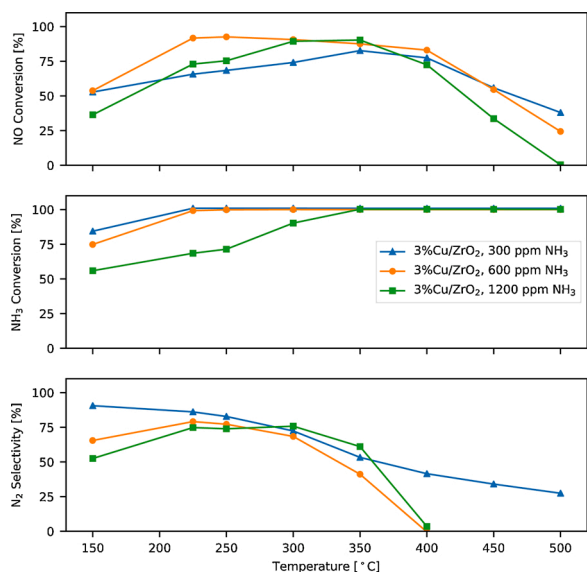 NO Conversion [%]
100
75
50
25
0
NH₃ Conversion [%]
100
75
50
25
0
3%Cu/ZrO₂, 300 ppm NH₃
3%Cu/ZrO₂, 600 ppm NH₃
3%Cu/ZrO₂, 1200 ppm NH₃
N₂ Selectivity [%]
100
75
50
25
0
150 200 250 300 350 400 450 500
Temperature [°C]